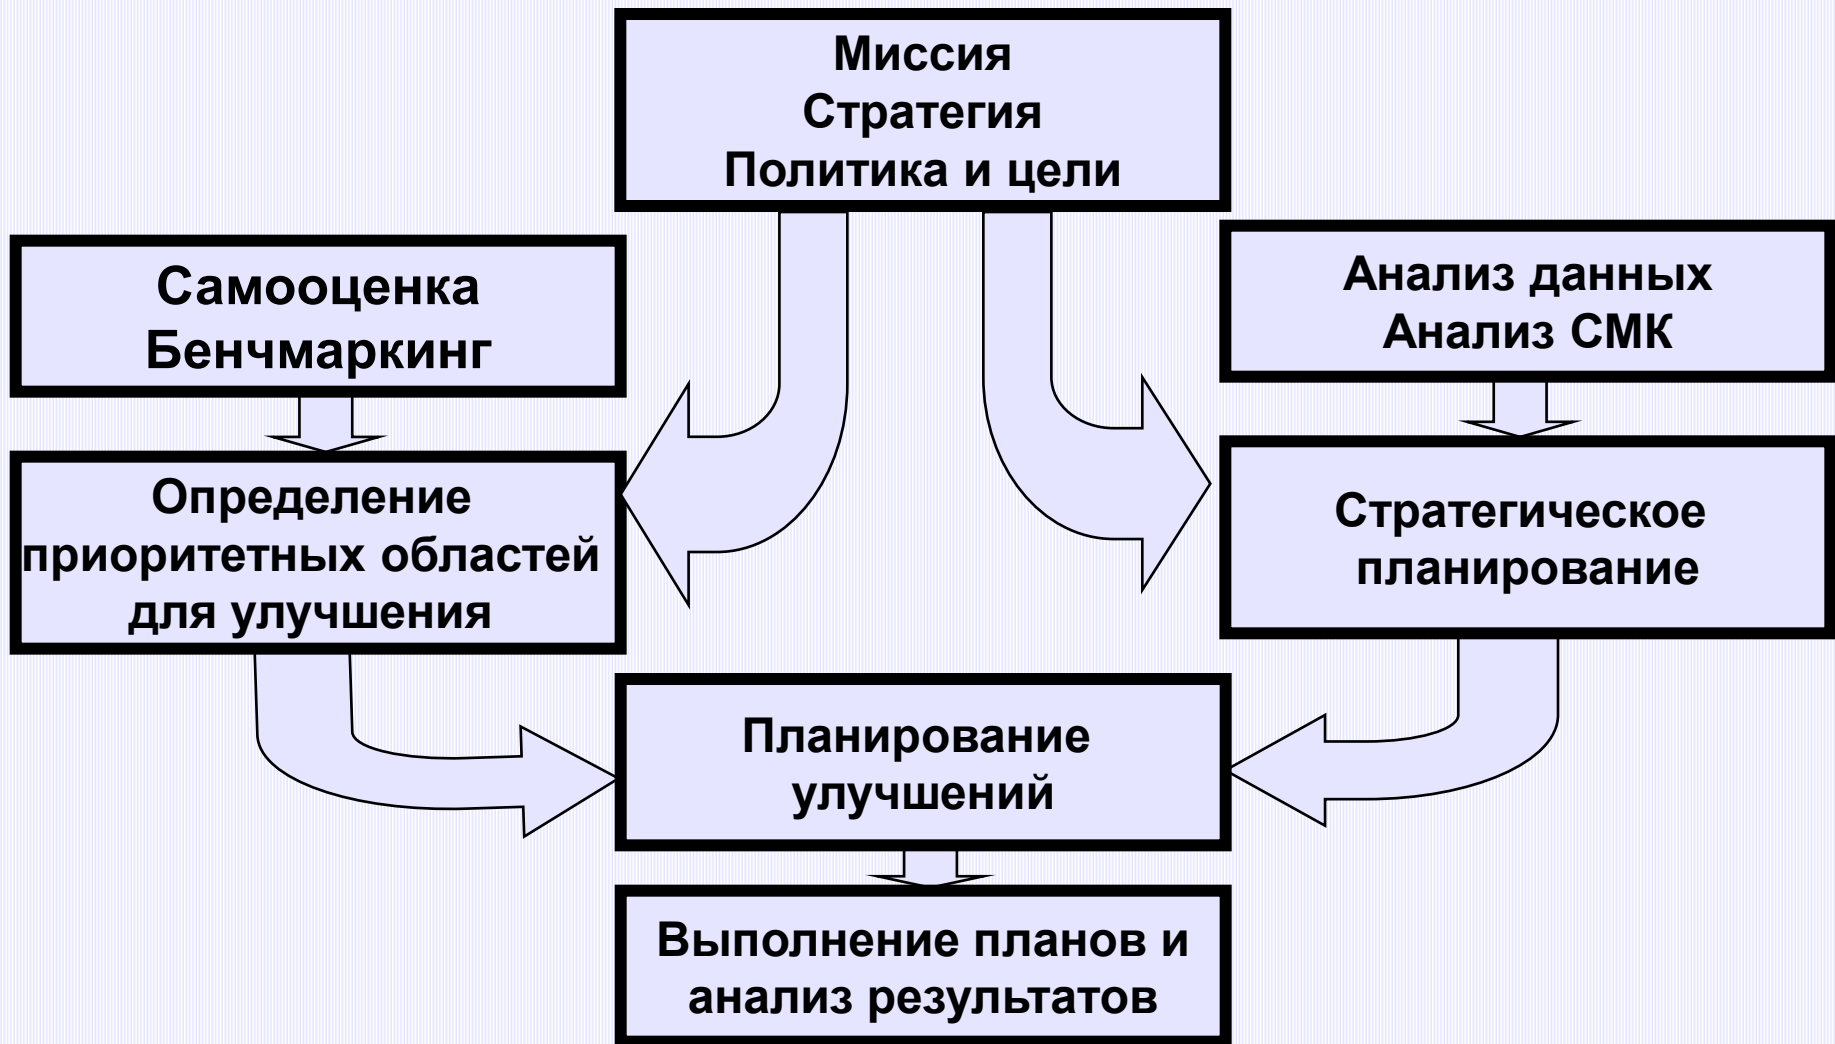 Миссия
Стратегия
Политика и цели
Самооценка
Бенчмаркинг
Анализ данных
Анализ СМК
Определение
приоритетных областей
для улучшения
Стратегическое
планирование
Планирование
улучшений
Выполнение планов и
анализ результатов